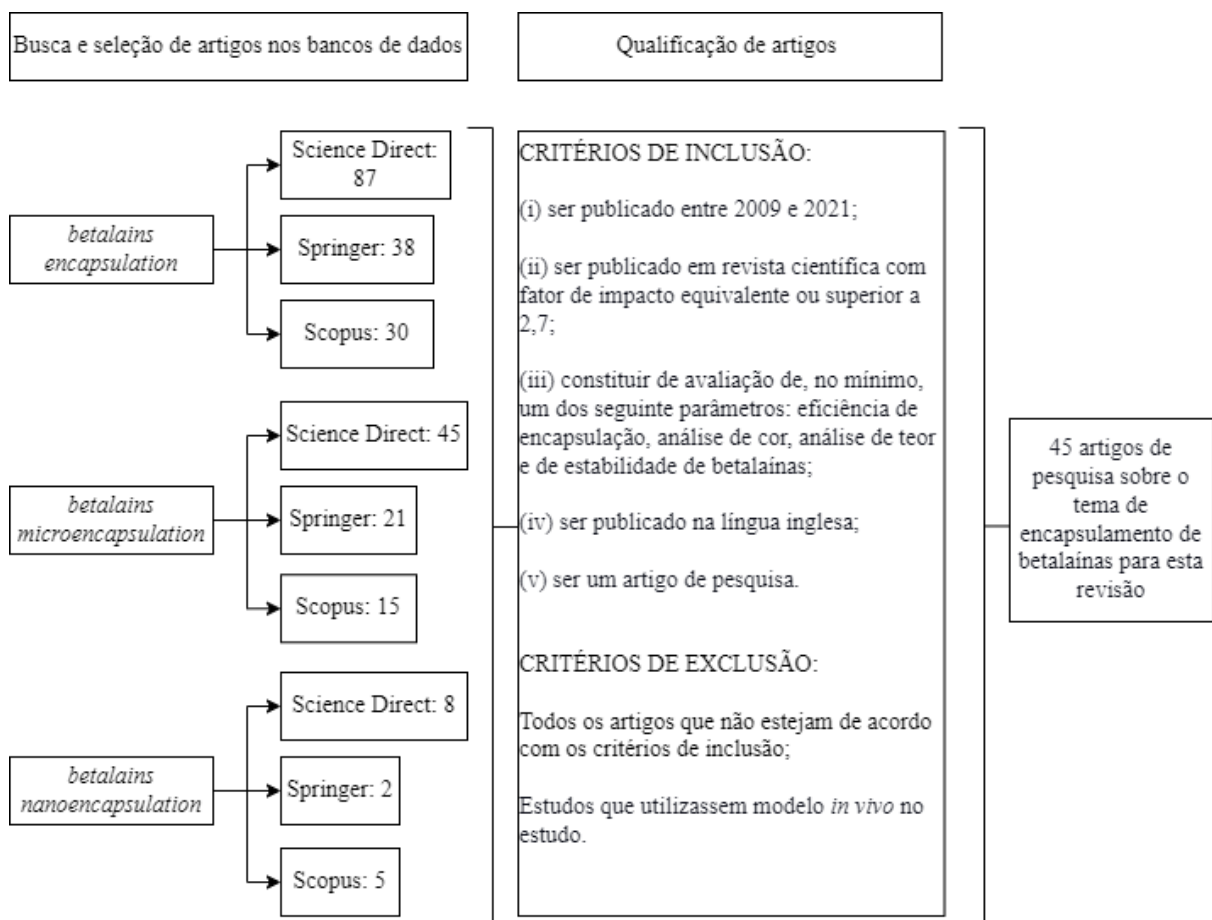 Busca e seleção de artigos nos bancos de dados
Qualificação de artigos
betalains
encapsulation
Science Direct:
87
Springer: 38
Scopus: 30
betalains
microencapsulation
Science Direct: 45
Springer: 21
Scopus: 15
betalains
nanoencapsulation
Science Direct: 8
Springer: 2
Scopus: 5
CRITÉRIOS DE INCLUSÃO:
(i) ser publicado entre 2009 e 2021;
(ii) ser publicado em revista científica com
fator de impacto equivalente ou superior a
2,7;
(iii) constituir de avaliação de, no mínimo,
um dos seguinte parâmetros: eficiência de
encapsulação, análise de cor, análise de teor
e de estabilidade de betalaínas;
(iv) ser publicado na língua inglesa;
(v) ser um artigo de pesquisa.
CRITÉRIOS DE EXCLUSÃO:
Todos os artigos que não estejam de acordo
com os critérios de inclusão;
Estudos que utilizassem modelo in vivo no
estudo.
45 artigos de
pesquisa sobre o
tema de
encapsulamento de
betalaínas para esta
revisão